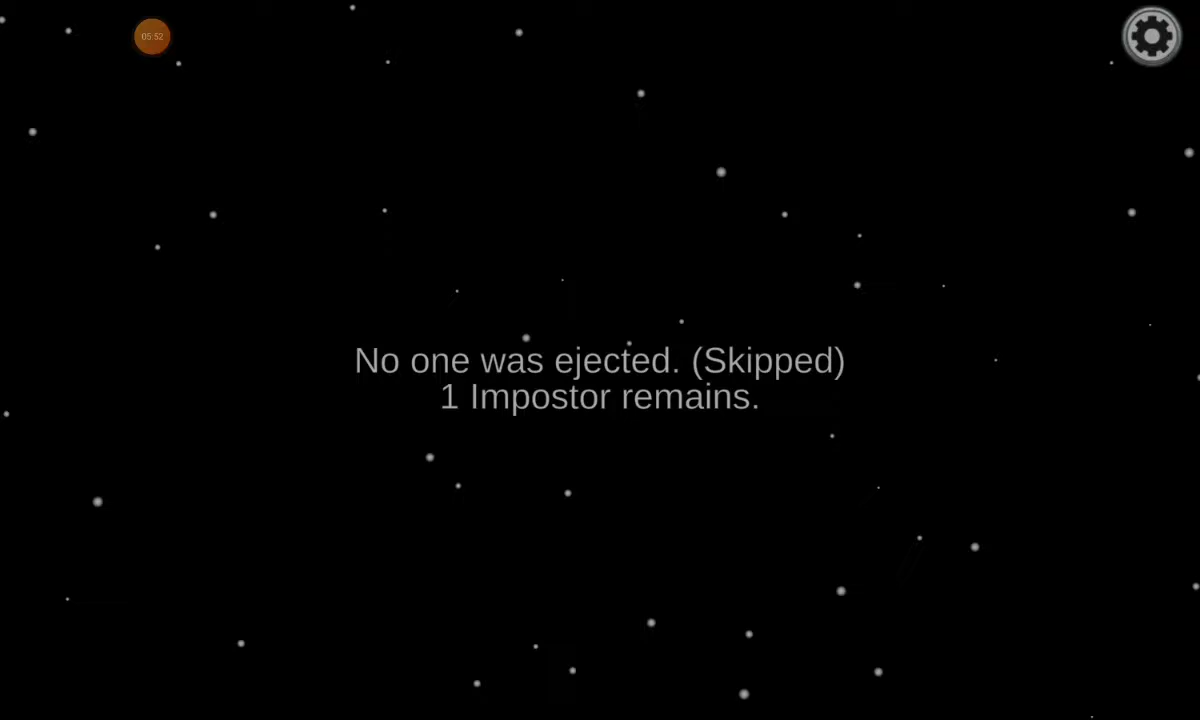 05:52
No one was ejected. (Skipped)
1 Impostor remains.